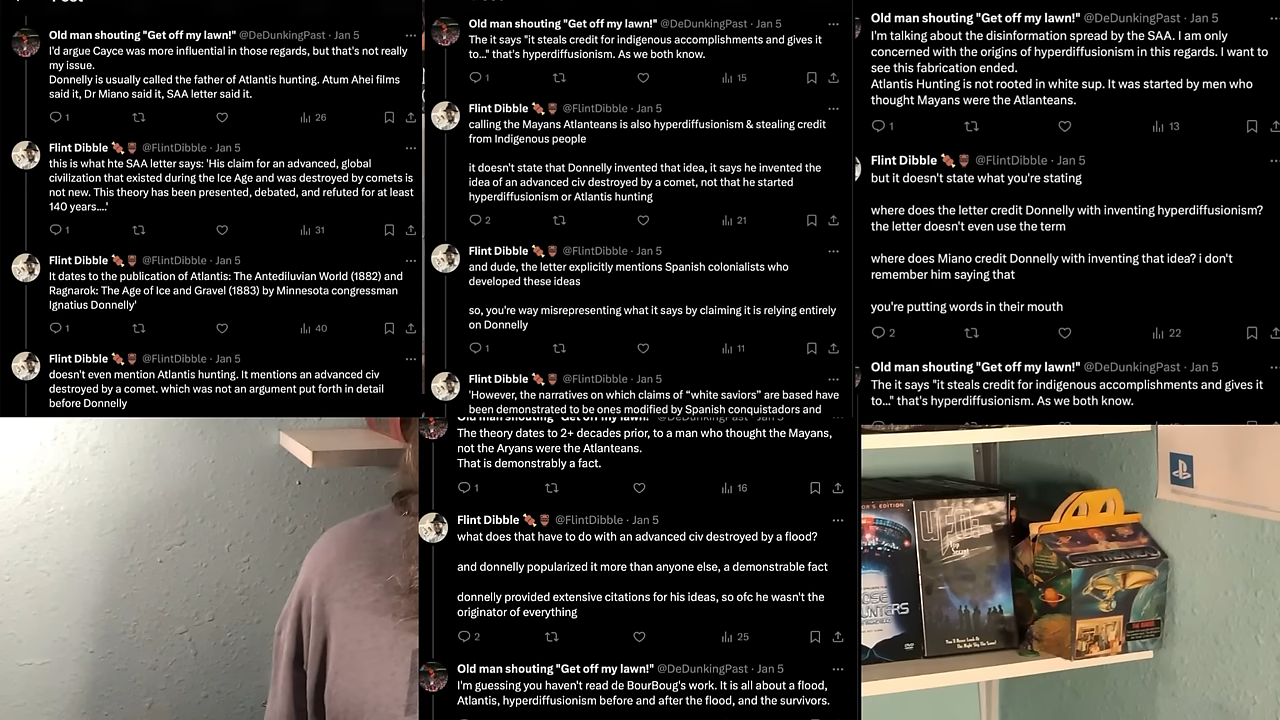 Old man shouting "Get off my lawn!" @DeDunkingPast · Jan 5
I'd argue Cayce was more influential in those regards, but that's not really
my issue.
Donnelly is usually called the father of Atlantis hunting. Atum Ahei films
said it, Dr Miano said it, SAA letter said it.
1 26
Flint Dibble @FlintDibble · Jan 5
this is what hte SAA letter says: 'His claim for an advanced, global
civilization that existed during the Ice Age and was destroyed by comets is
not new. This theory has been presented, debated, and refuted for at least
140 years....'
1 31
Flint Dibble @FlintDibble · Jan 5
It dates to the publication of Atlantis: The Antediluvian World (1882) and
Ragnarok: The Age of Ice and Gravel (1883) by Minnesota congressman
Ignatius Donnelly'
1 40
Flint Dibble @FlintDibble · Jan 5
doesn't even mention Atlantis hunting. It mentions an advanced civ
destroyed by a comet. which was not an argument put forth in detail
before Donnelly
Old man shouting "Get off my lawn!" @DeDunkingPast · Jan 5
The it says "it steals credit for indigenous accomplishments and gives it
to..." that's hyperdiffusionism. As we both know.
1 15
Flint Dibble @FlintDibble · Jan 5
calling the Mayans Atlanteans is also hyperdiffusionism & stealing credit
from Indigenous people
it doesn't state that Donnelly invented that idea, it says he invented the
idea of an advanced civ destroyed by a comet, not that he started
hyperdiffusionism or Atlantis hunting
2 21
Flint Dibble @FlintDibble · Jan 5
and dude, the letter explicitly mentions Spanish colonialists who
developed these ideas
so, you're way misrepresenting what it says by claiming it is relying entirely
on Donnelly
1 11
Flint Dibble @FlintDibble · Jan 5
'However, the narratives on which claims of “white saviors” are based have
been demonstrated to be ones modified by Spanish conquistadors and
Old man shouting "Get off my lawn!" @DeDunkingPast · Jan 5
The theory dates to 2+ decades prior, to a man who thought the Mayans,
not the Aryans were the Atlanteans.
That is demonstrably a fact.
1 16
Flint Dibble @FlintDibble · Jan 5
what does that have to do with an advanced civ destroyed by a flood?
and donnelly popularized it more than anyone else, a demonstrable fact
donnelly provided extensive citations for his ideas, so ofc he wasn't the
originator of everything
2 25
Old man shouting "Get off my lawn!" @DeDunkingPast · Jan 5
I'm guessing you haven't read de BourBoug's work. It is all about a flood,
Atlantis, hyperdiffusionism before and after the flood, and the survivors.
Old man shouting "Get off my lawn!" @DeDunkingPast · Jan 5
I'm talking about the disinformation spread by the SAA. I am only
concerned with the origins of hyperdiffusionism in this regards. I want to
see this fabrication ended.
Atlantis Hunting is not rooted in white sup. It was started by men who
thought Mayans were the Atlanteans.
1 13
Flint Dibble @FlintDibble · Jan 5
but it doesn't state what you're stating
where does the letter credit Donnelly with inventing hyperdiffusionism?
the letter doesn't even use the term
where does Miano credit Donnelly with inventing that idea? i don't
remember him saying that
you're putting words in their mouth
2 22
Old man shouting "Get off my lawn!" @DeDunkingPast · Jan 5
The it says "it steals credit for indigenous accomplishments and gives it
to..." that's hyperdiffusionism. As we both know.
EDITION
UFOs
Top
Secret
DVD